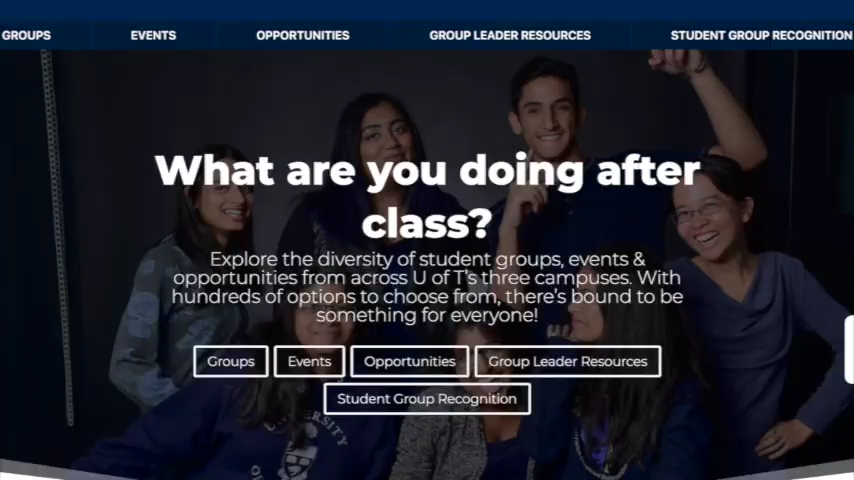 GROUPS EVENTS OPPORTUNITIES GROUP LEADER RESOURCES STUDENT GROUP RECOGNITION
What are you doing after
class?
Explore the diversity of student groups, events &
opportunities from across U of T's three campuses. With
hundreds of options to choose from, there's bound to be
something for everyone!
Groups Events Opportunities Group Leader Resources
Student Group Recognition